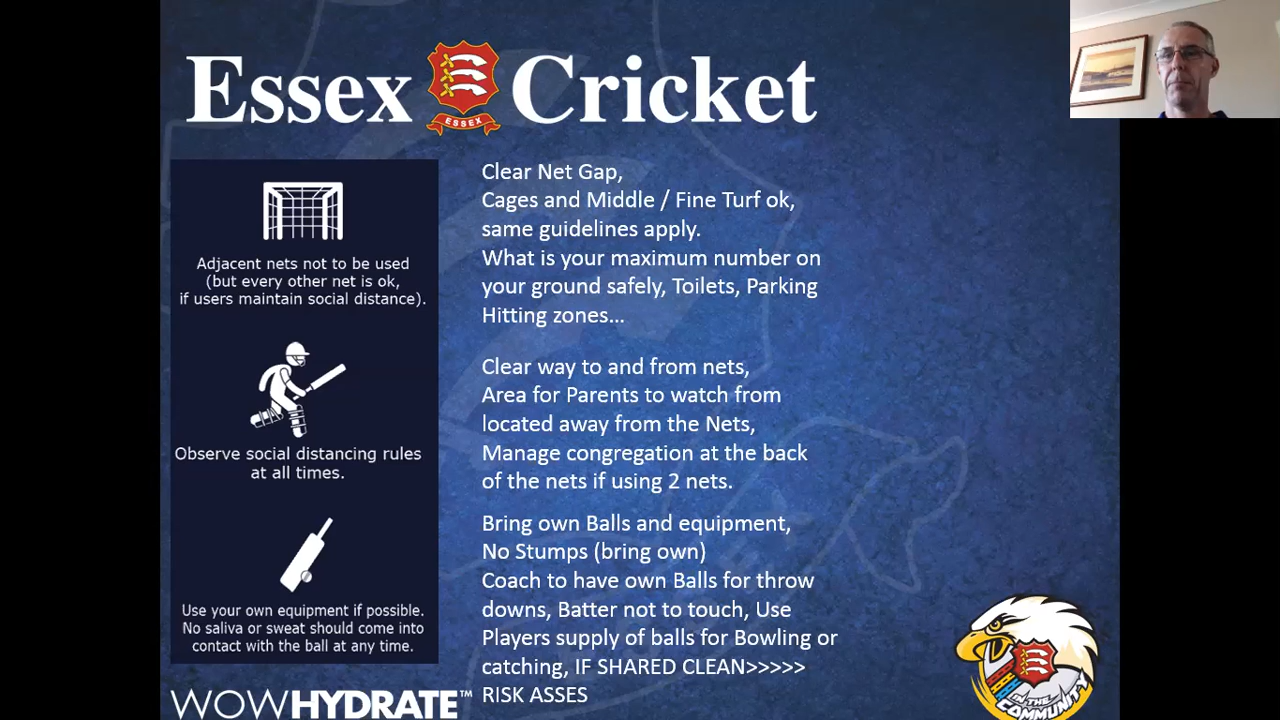 Essex Cricket
ESSEX
Adjacent nets not to be used
(but every other net is ok,
if users maintain social distance).
Observe social distancing rules
at all times.
Use your own equipment if possible.
No saliva or sweat should come into
contact with the ball at any time.
Clear Net Gap,
Cages and Middle / Fine Turf ok,
same guidelines apply.
What is your maximum number on
your ground safely, Toilets, Parking
Hitting zones...
Clear way to and from nets,
Area for Parents to watch from
located away from the Nets,
Manage congregation at the back
of the nets if using 2 nets.
Bring own Balls and equipment,
No Stumps (bring own)
Coach to have own Balls for throw
downs, Batter not to touch, Use
Players supply of balls for Bowling or
catching, IF SHARED CLEAN>>>>>
RISK ASSES
WOWHYDRATE™
IN THE
COMMUNITY